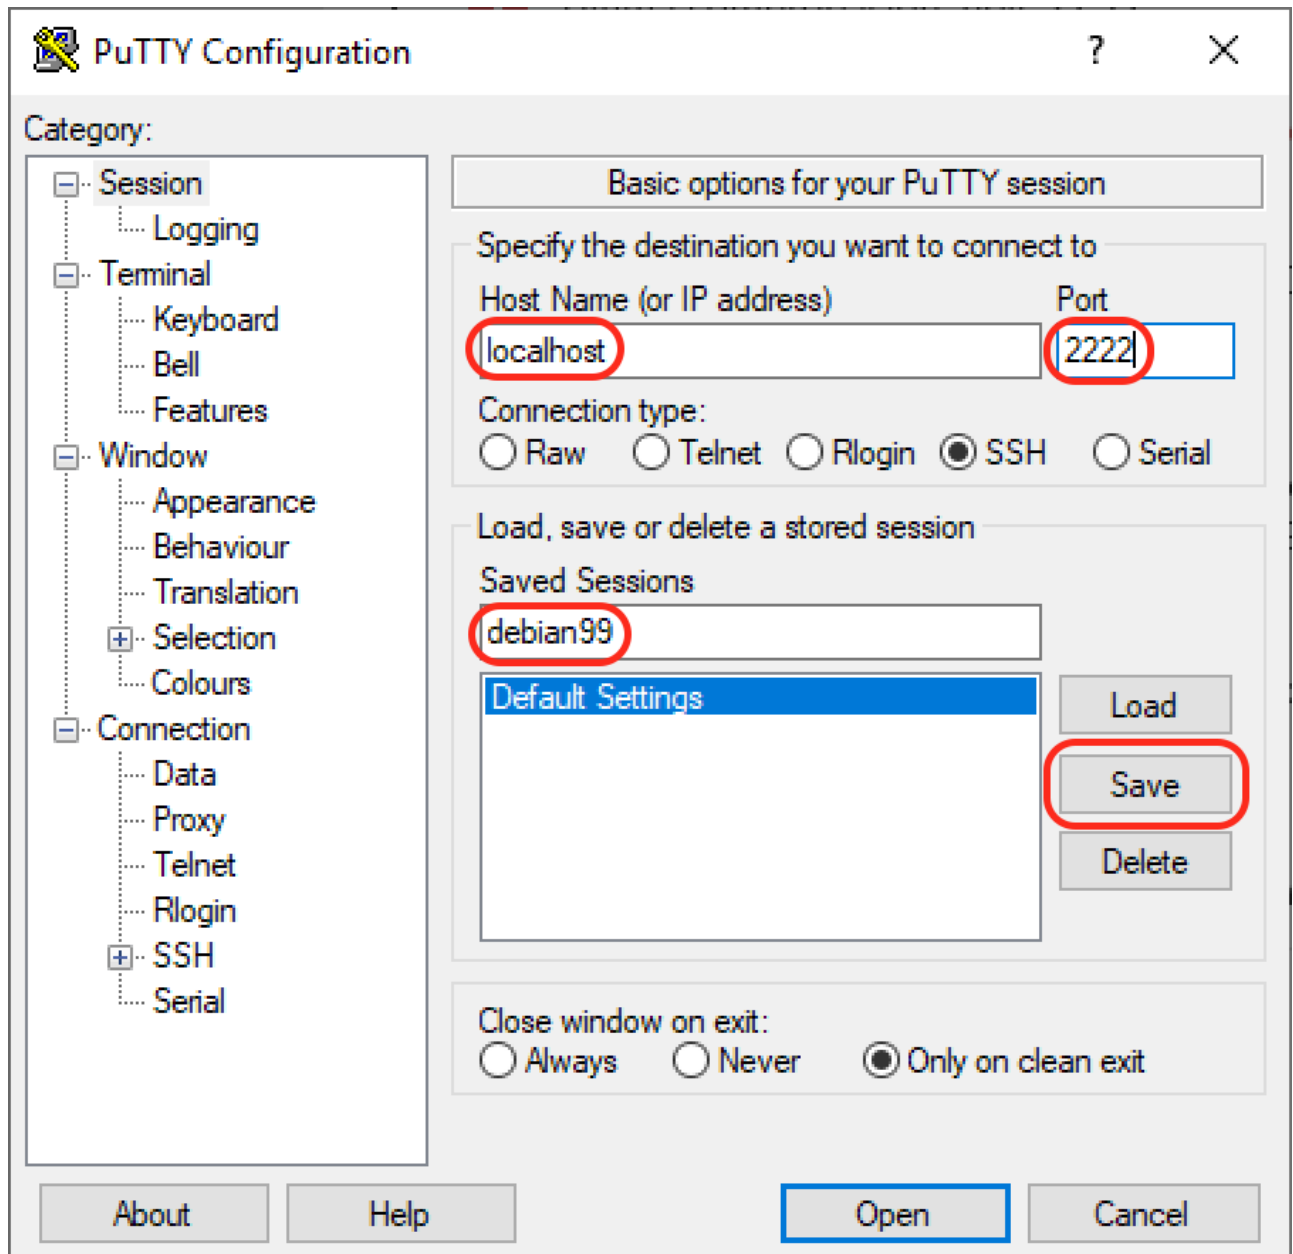 PuTTY Configuration
?
Category:
Session
Logging
Terminal
Keyboard
Bell
Features
Window
Appearance
Behaviour
Translation
Selection
Colours
Connection
Data
Proxy
Telnet
Rlogin
SSH
Serial
Basic options for your PuTTY session
Specify the destination you want to connect to
Host Name (or IP address) Port
localhost 2222
Connection type:
Raw Telnet Rlogin SSH Serial
Load, save or delete a stored session
Saved Sessions
debian99
Default Settings
Load
Save
Delete
Close window on exit:
Always Never Only on clean exit
About Help Open Cancel